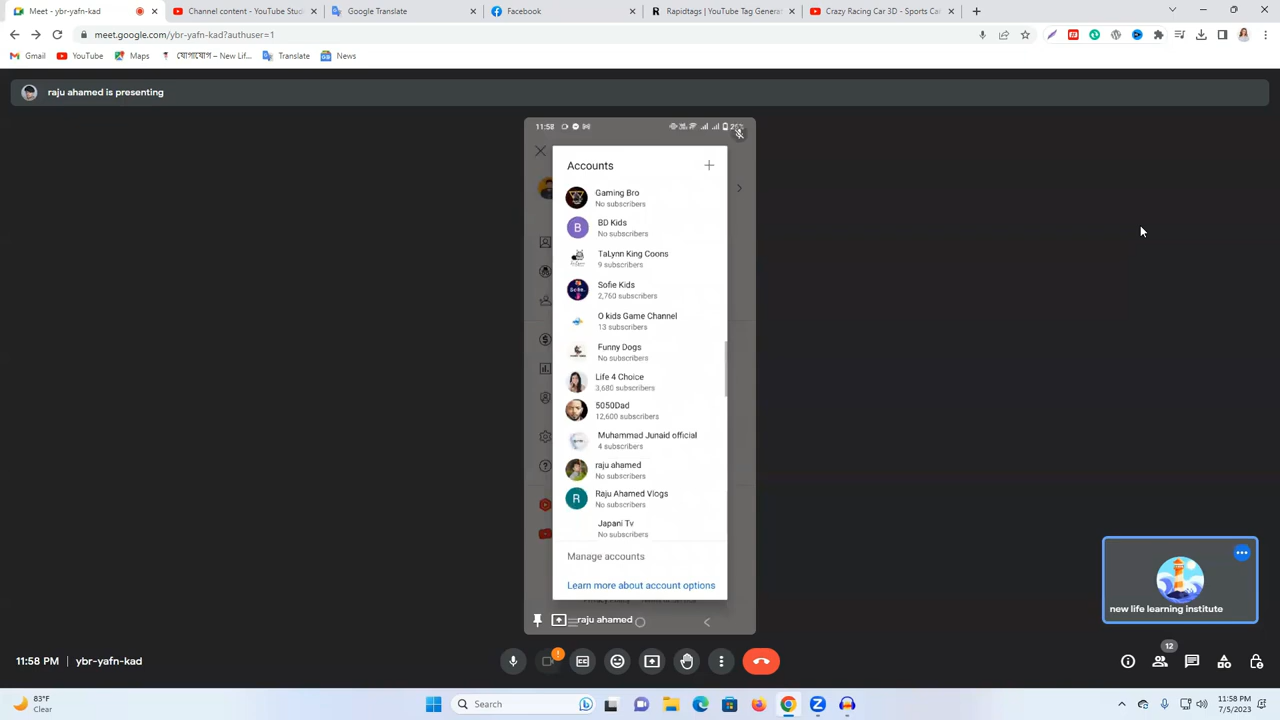 Meet - ybr-yafn-kad
Channel content - YouTube Stud
Google Translate
Facebook
Rapidtags | YouTube Tag Generat
Crazy Racing Car 3D - Sports Ca
meet.google.com/ybr-yafn-kad?authuser=1
Gmail
YouTube
Maps
যোগাযোগ – New Lif...
Translate
News
raju ahamed is presenting
11:58
Accounts
Gaming Bro
No subscribers
B
BD Kids
No subscribers
TaLynn King Coons
9 subscribers
Sofie Kids
2,760 subscribers
O kids Game Channel
13 subscribers
Funny Dogs
No subscribers
Life 4 Choice
3,680 subscribers
5050Dad
12,600 subscribers
Muhammad Junaid official
4 subscribers
raju ahamed
No subscribers
R
Raju Ahamed Vlogs
No subscribers
Japani Tv
No subscribers
Manage accounts
Learn more about account options
raju ahamed
new life learning institute
11:58 PM | ybr-yafn-kad
12
83°F
Clear
Search
11:58 PM
7/5/2023